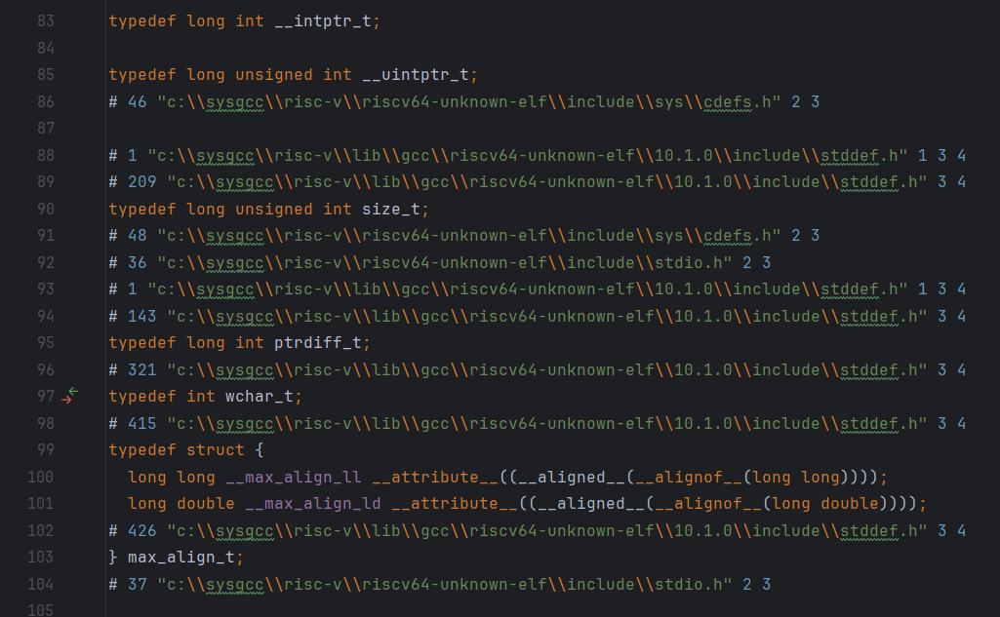 83 typedef long int __intptr_t;
84
85 typedef long unsigned int __uintptr_t;
86 # 46 "c:\\sysgcc\\risc-v\\riscv64-unknown-elf\\include\\sys\\cdefs.h" 2 3
87
88 # 1 "c:\\sysgcc\\risc-v\\lib\\gcc\\riscv64-unknown-elf\\10.1.0\\include\\stddef.h" 1 3 4
89 # 209 "c:\\sysgcc\\risc-v\\lib\\gcc\\riscv64-unknown-elf\\10.1.0\\include\\stddef.h" 3 4
90 typedef long unsigned int size_t;
91 # 48 "c:\\sysgcc\\risc-v\\riscv64-unknown-elf\\include\\sys\\cdefs.h" 2 3
92 # 36 "c:\\sysgcc\\risc-v\\riscv64-unknown-elf\\include\\stdio.h" 2 3
93 # 1 "c:\\sysgcc\\risc-v\\lib\\gcc\\riscv64-unknown-elf\\10.1.0\\include\\stddef.h" 1 3 4
94 # 143 "c:\\sysgcc\\risc-v\\lib\\gcc\\riscv64-unknown-elf\\10.1.0\\include\\stddef.h" 3 4
95 typedef long int ptrdiff_t;
96 # 321 "c:\\sysgcc\\risc-v\\lib\\gcc\\riscv64-unknown-elf\\10.1.0\\include\\stddef.h" 3 4
97 typedef int wchar_t;
98 # 415 "c:\\sysgcc\\risc-v\\lib\\gcc\\riscv64-unknown-elf\\10.1.0\\include\\stddef.h" 3 4
99 typedef struct {
100   long long __max_align_ll __attribute__((__aligned__(__alignof__(long long))));
101   long double __max_align_ld __attribute__((__aligned__(__alignof__(long double))));
102 # 426 "c:\\sysgcc\\risc-v\\lib\\gcc\\riscv64-unknown-elf\\10.1.0\\include\\stddef.h" 3 4
103 } max_align_t;
104 # 37 "c:\\sysgcc\\risc-v\\riscv64-unknown-elf\\include\\stdio.h" 2 3
105